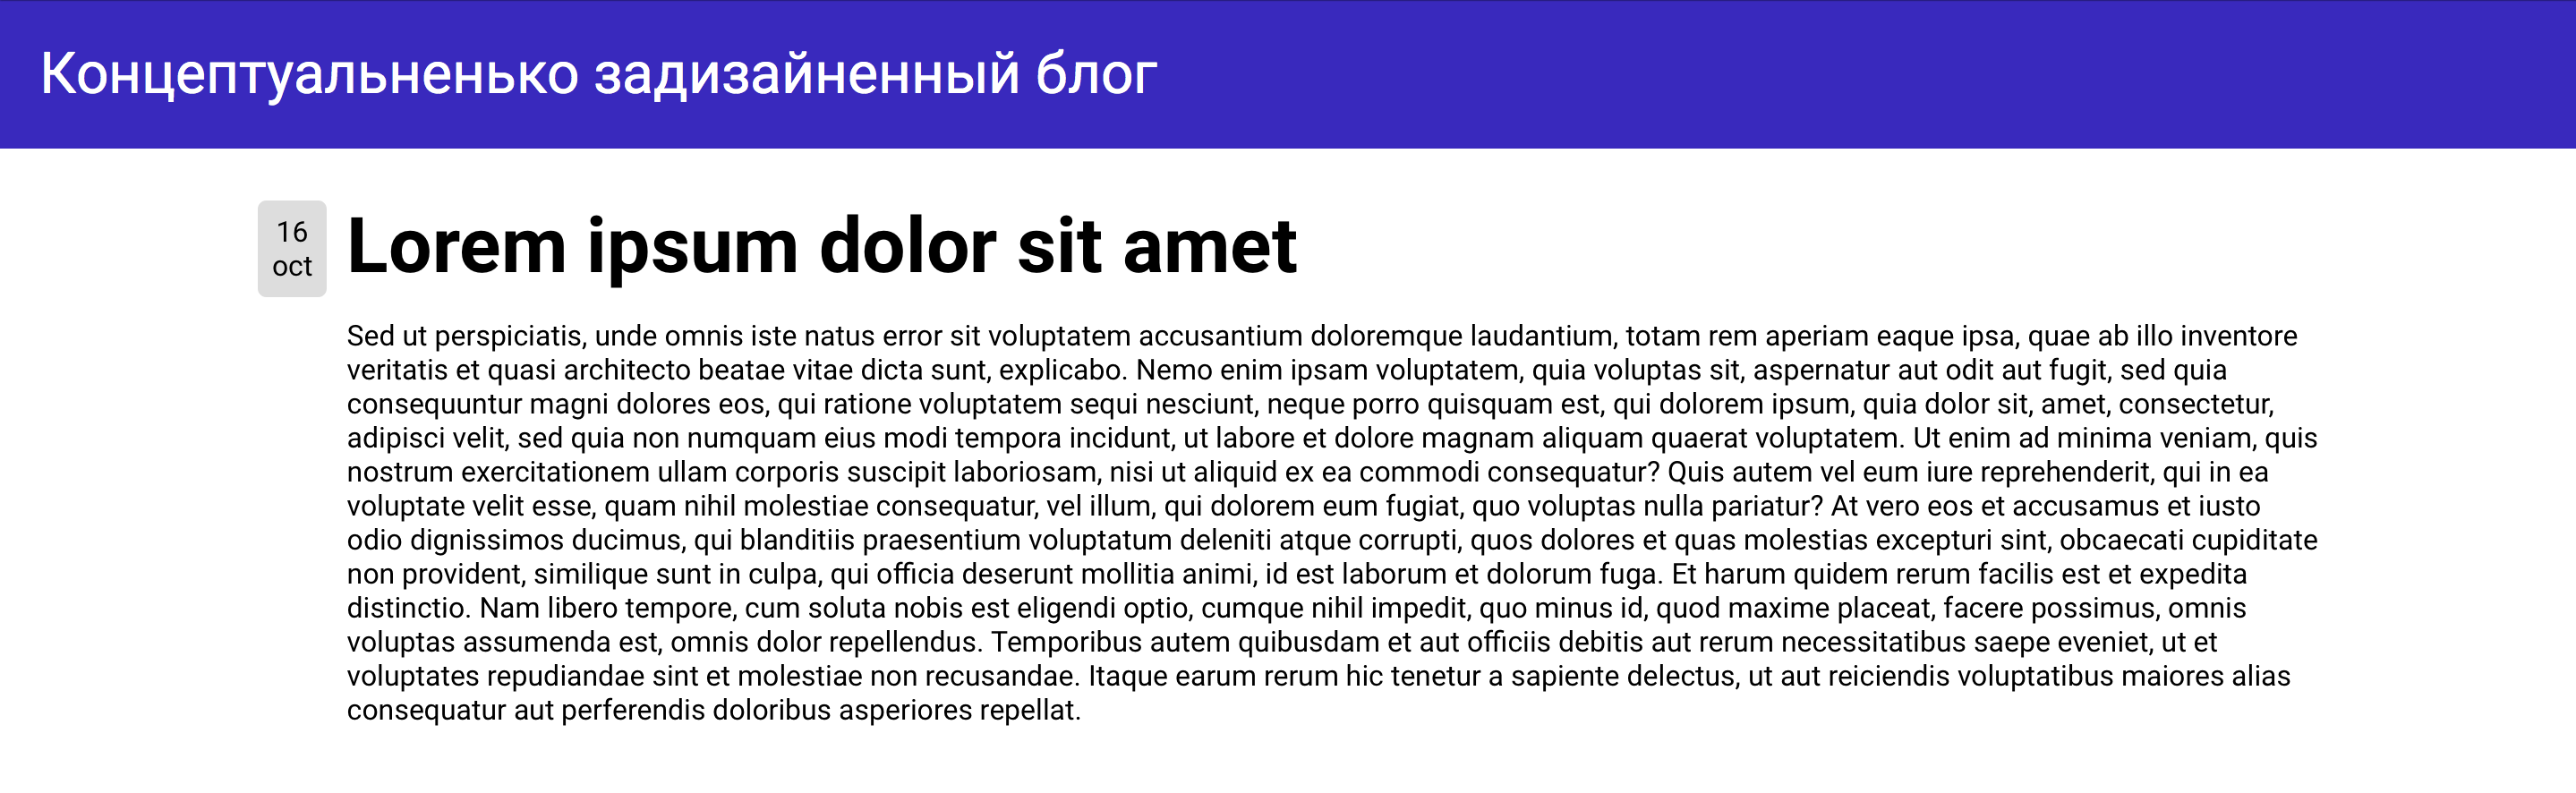 Концептуальненько задизайненный блог
16
oct
Lorem ipsum dolor sit amet
Sed ut perspiciatis, unde omnis iste natus error sit voluptatem accusantium doloremque laudantium, totam rem aperiam eaque ipsa, quae ab illo inventore
veritatis et quasi architecto beatae vitae dicta sunt, explicabo. Nemo enim ipsam voluptatem, quia voluptas sit, aspernatur aut odit aut fugit, sed quia
consequuntur magni dolores eos, qui ratione voluptatem sequi nesciunt, neque porro quisquam est, qui dolorem ipsum, quia dolor sit, amet, consectetur,
adipisci velit, sed quia non numquam eius modi tempora incidunt, ut labore et dolore magnam aliquam quaerat voluptatem. Ut enim ad minima veniam, quis
nostrum exercitationem ullam corporis suscipit laboriosam, nisi ut aliquid ex ea commodi consequatur? Quis autem vel eum iure reprehenderit, qui in ea
voluptate velit esse, quam nihil molestiae consequatur, vel illum, qui dolorem eum fugiat, quo voluptas nulla pariatur? At vero eos et accusamus et iusto
odio dignissimos ducimus, qui blanditiis praesentium voluptatum deleniti atque corrupti, quos dolores et quas molestias excepturi sint, obcaecati cupiditate
non provident, similique sunt in culpa, qui officia deserunt mollitia animi, id est laborum et dolorum fuga. Et harum quidem rerum facilis est et expedita
distinctio. Nam libero tempore, cum soluta nobis est eligendi optio, cumque nihil impedit, quo minus id, quod maxime placeat, facere possimus, omnis
voluptas assumenda est, omnis dolor repellendus. Temporibus autem quibusdam et aut officiis debitis aut rerum necessitatibus saepe eveniet, ut et
voluptates repudiandae sint et molestiae non recusandae. Itaque earum rerum hic tenetur a sapiente delectus, ut aut reiciendis voluptatibus maiores alias
consequatur aut perferendis doloribus asperiores repellat.